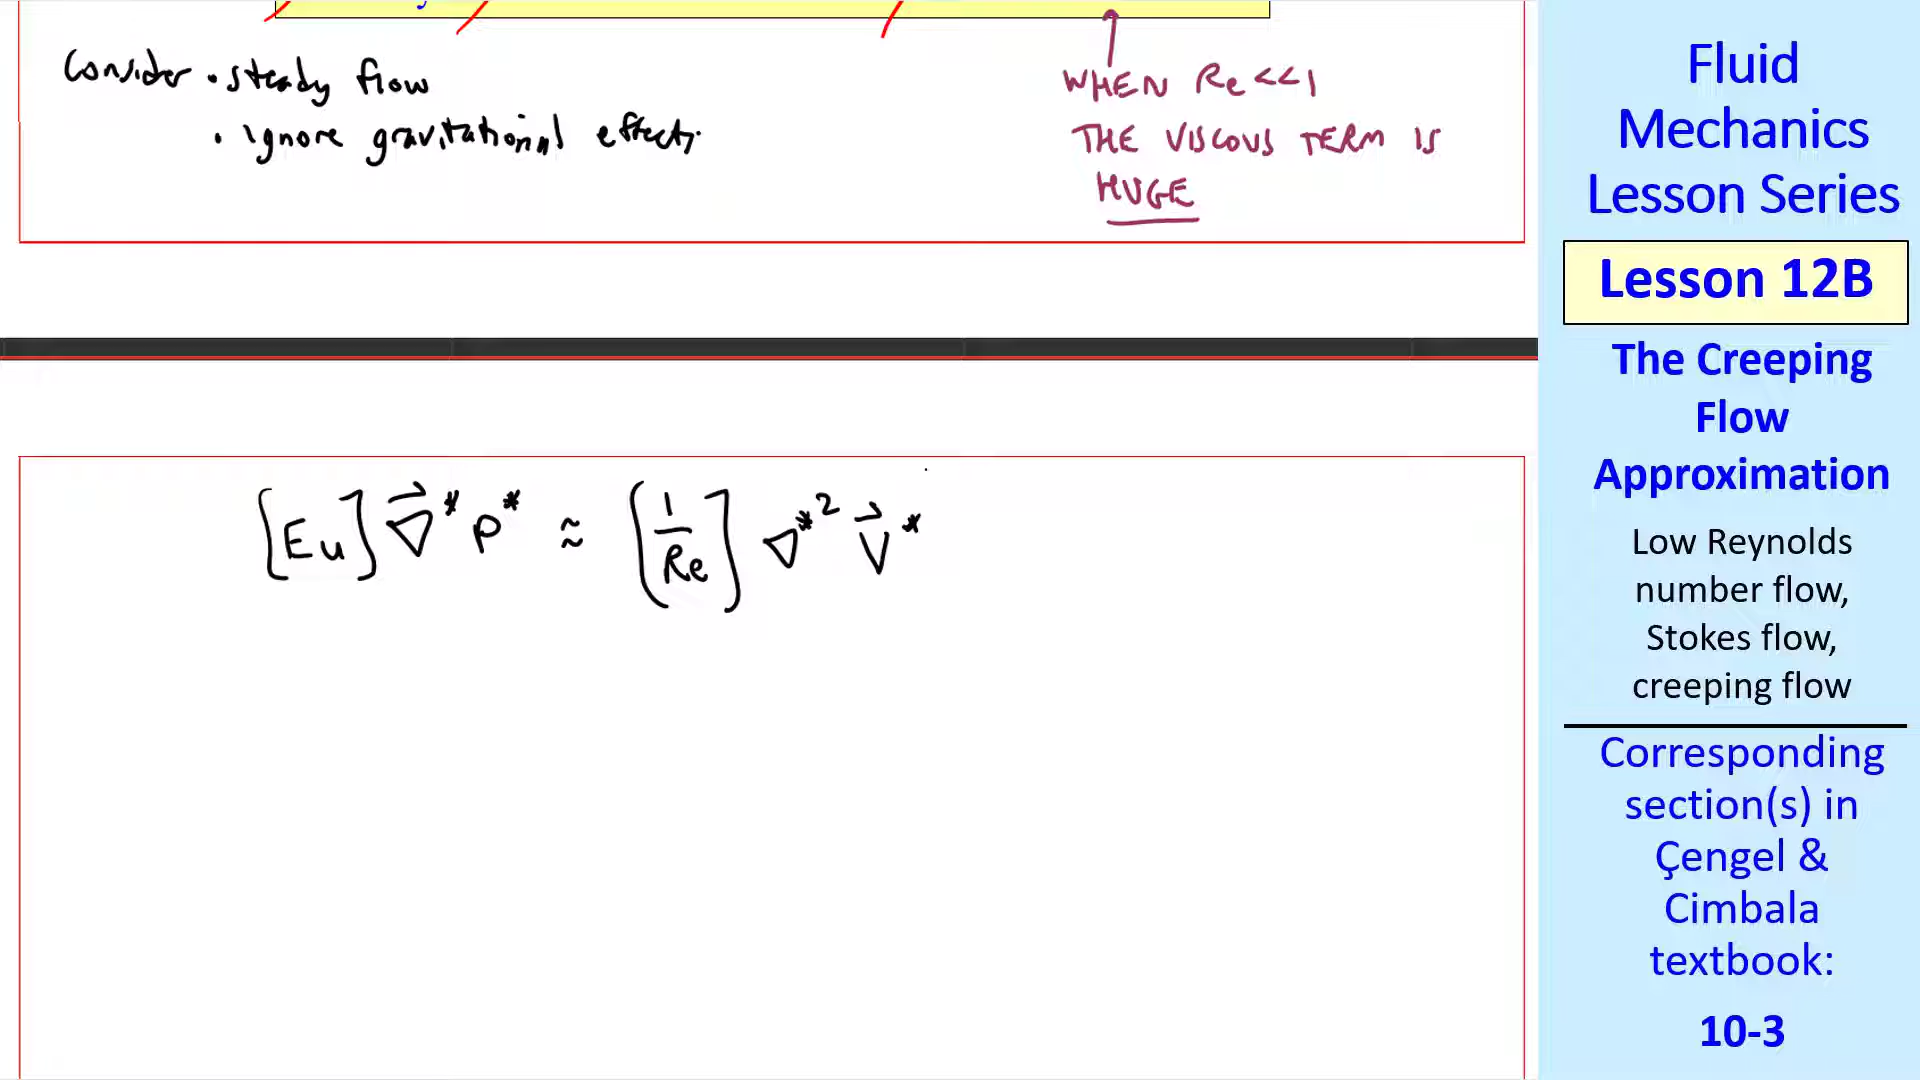 Consider • steady flow
• ignore gravitational effects
WHEN Re <<1
THE VISCOUS TERM IS
HUGE
[Eu] ∇⃗* P* ≈ [1/Re] ∇*² V⃗*
Fluid
Mechanics
Lesson Series
Lesson 12B
The Creeping
Flow
Approximation
Low Reynolds
number flow,
Stokes flow,
creeping flow
Corresponding
section(s) in
Çengel &
Cimbala
textbook:
10-3